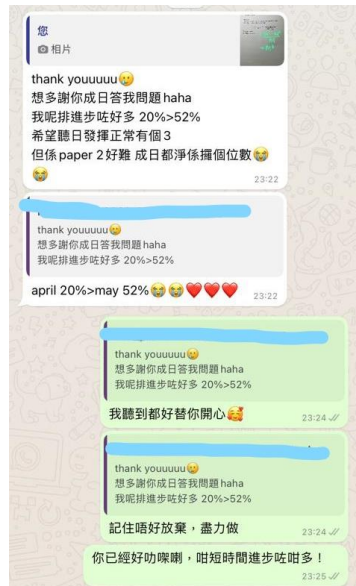 您
相片
thank youuuuu🥲
想多謝你成日答我問題 haha
我呢排進步咗好多 20%>52%
希望聽日發揮正常有個3
但係 paper 2 好難 成日都淨係攞個位數😭
😭
23:22
thank youuuuu🥲
想多謝你成日答我問題 haha
我呢排進步咗好多 20%>52%
april 20%>may 52%😭😭❤️❤️❤️
23:22
thank youuuuu🥲
想多謝你成日答我問題 haha
我呢排進步咗好多 20%>52%
我聽到都好替你開心🥰
23:24
thank youuuuu🥲
想多謝你成日答我問題 haha
我呢排進步咗好多 20%>52%
記住唔好放棄，盡力做
23:24
你已經好叻㗎喇，咁短時間進步咗咁多！
23:25